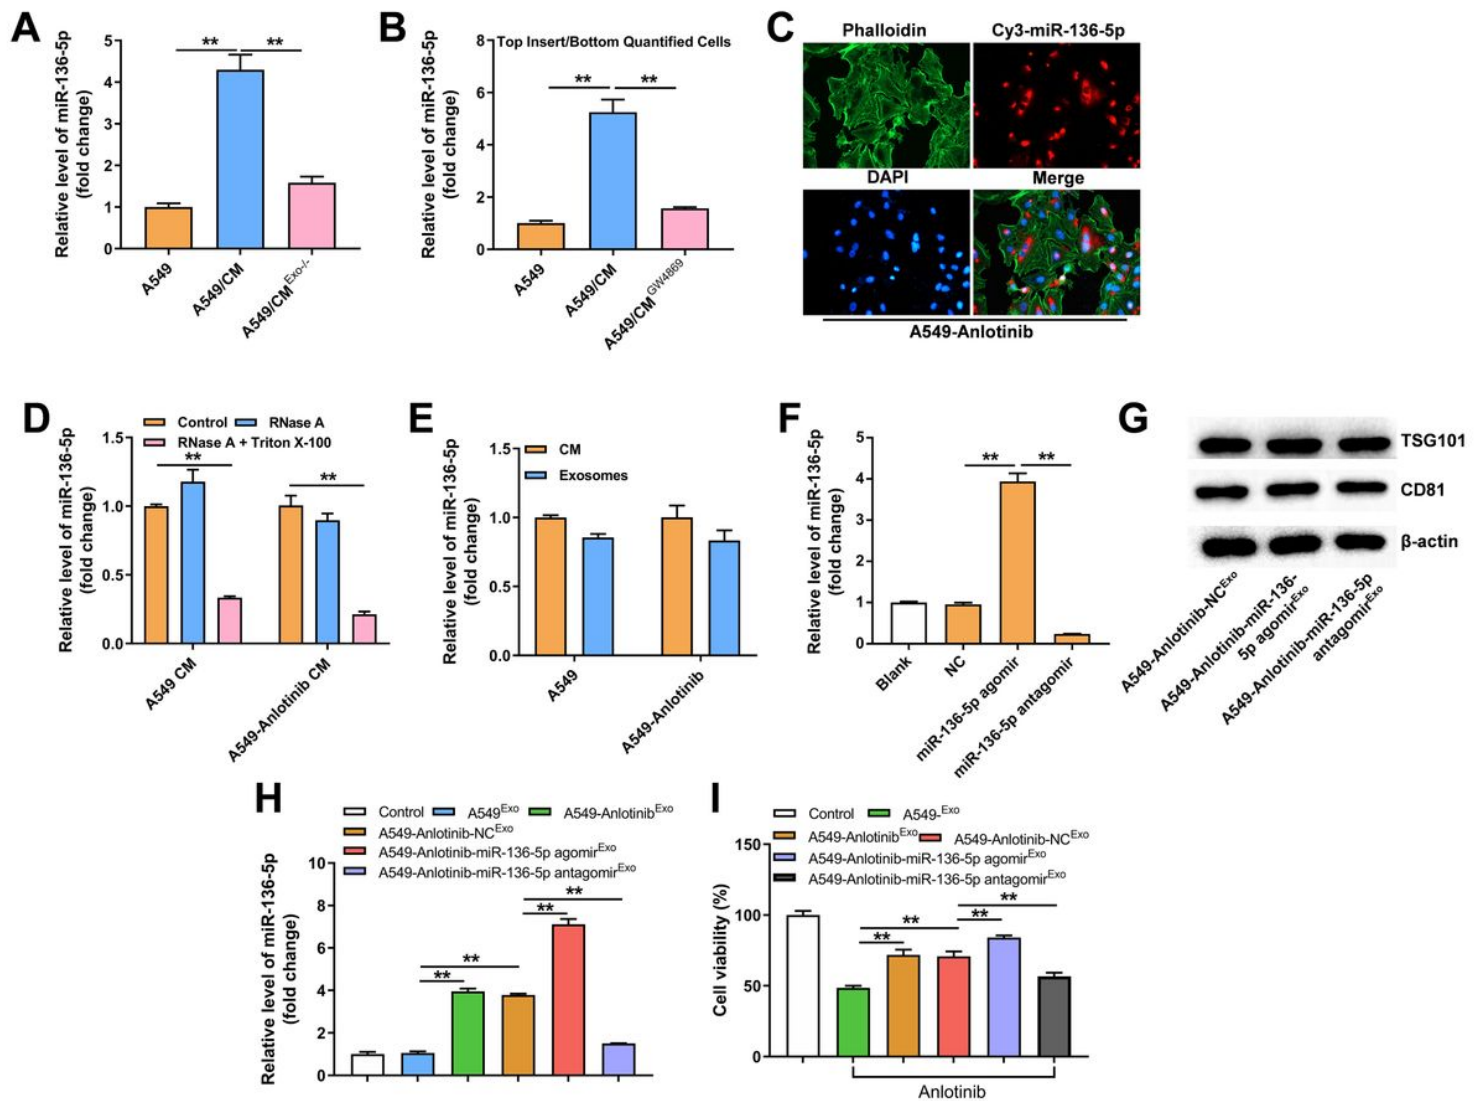 A
Relative level of miR-136-5p
(fold change)
5
4
3
2
1
0
**
**
A549
A549/CM
A549/CM^Exo-/-
B
Relative level of miR-136-5p
(fold change)
Top Insert/Bottom Quantified Cells
8
6
4
2
0
**
**
A549
A549/CM
A549/CM^GW4869
C
Phalloidin
Cy3-miR-136-5p
DAPI
Merge
A549-Anlotinib
D
Relative level of miR-136-5p
(fold change)
Control
RNase A
RNase A + Triton X-100
1.5
1.0
0.5
0.0
**
**
A549 CM
A549-Anlotinib CM
E
Relative level of miR-136-5p
(fold change)
CM
Exosomes
1.5
1.0
0.5
0.0
A549
A549-Anlotinib
F
Relative level of miR-136-5p
(fold change)
5
4
3
2
1
0
**
**
Blank
NC
miR-136-5p agomir
miR-136-5p antagomir
G
TSG101
CD81
β-actin
A549-Anlotinib-NC^Exo
A549-Anlotinib-miR-136-
5p agomir^Exo
A549-Anlotinib-miR-136-5p
antagomir^Exo
H
Control
A549^Exo
A549-Anlotinib^Exo
A549-Anlotinib-NC^Exo
A549-Anlotinib-miR-136-5p agomir^Exo
A549-Anlotinib-miR-136-5p antagomir^Exo
Relative level of miR-136-5p
(fold change)
10
8
6
4
2
0
**
**
**
**
I
Control
A549-^Exo
A549-Anlotinib^Exo
A549-Anlotinib-NC^Exo
A549-Anlotinib-miR-136-5p agomir^Exo
A549-Anlotinib-miR-136-5p antagomir^Exo
Cell viability (%)
150
100
50
0
**
**
**
**
Anlotinib